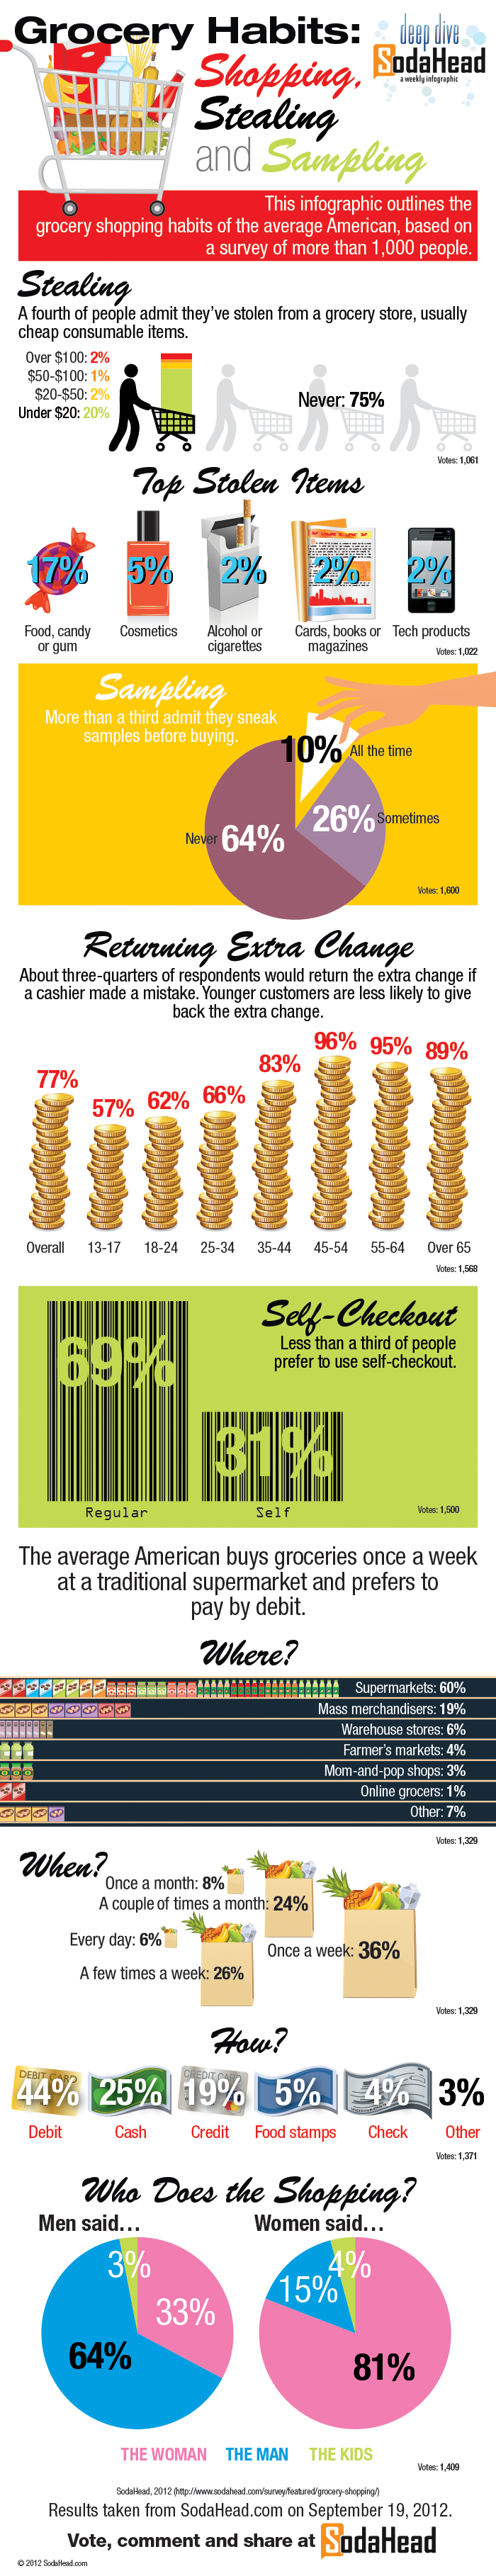 Grocery Habits:
deep dive
SodaHead
a weekly infographic
Shopping,
Stealing
and Sampling
This infographic outlines the
grocery shopping habits of the average American, based on
a survey of more than 1,000 people.
Stealing
A fourth of people admit they've stolen from a grocery store, usually
cheap consumable items.
Over $100: 2%
$50-$100: 1%
$20-$50: 2%
Under $20: 20%
Never: 75%
Votes: 1,061
Top Stolen Items
17%
5%
2%
2%
2%
Food, candy
or gum
Cosmetics
Alcohol or
cigarettes
Cards, books or
magazines
Tech products
Votes: 1,022
Sampling
More than a third admit they sneak
samples before buying.
10% All the time
26% Sometimes
Never 64%
Votes: 1,600
Returning Extra Change
About three-quarters of respondents would return the extra change if
a cashier made a mistake. Younger customers are less likely to give
back the extra change.
77%
57%
62%
66%
83%
96%
95%
89%
Overall
13-17
18-24
25-34
35-44
45-54
55-64
Over 65
Votes: 1,568
Self-Checkout
Less than a third of people
prefer to use self-checkout.
69%
31%
Regular
Self
Votes: 1,500
The average American buys groceries once a week
at a traditional supermarket and prefers to
pay by debit.
Where?
Supermarkets: 60%
Mass merchandisers: 19%
Warehouse stores: 6%
Farmer's markets: 4%
Mom-and-pop shops: 3%
Online grocers: 1%
Other: 7%
Votes: 1,329
When?
Once a month: 8%
A couple of times a month: 24%
Every day: 6%
Once a week: 36%
A few times a week: 26%
Votes: 1,329
How?
DEBIT CARD
44%
25%
CREDIT CARD
19%
5%
4%
3%
Debit
Cash
Credit
Food stamps
Check
Other
Votes: 1,371
Who Does the Shopping?
Men said...
Women said...
3%
33%
64%
4%
15%
81%
THE WOMAN
THE MAN
THE KIDS
Votes: 1,409
SodaHead, 2012 (http://www.sodahead.com/survey/featured/grocery-shopping/)
Results taken from SodaHead.com on September 19, 2012.
Vote, comment and share at SodaHead
© 2012 SodaHead.com